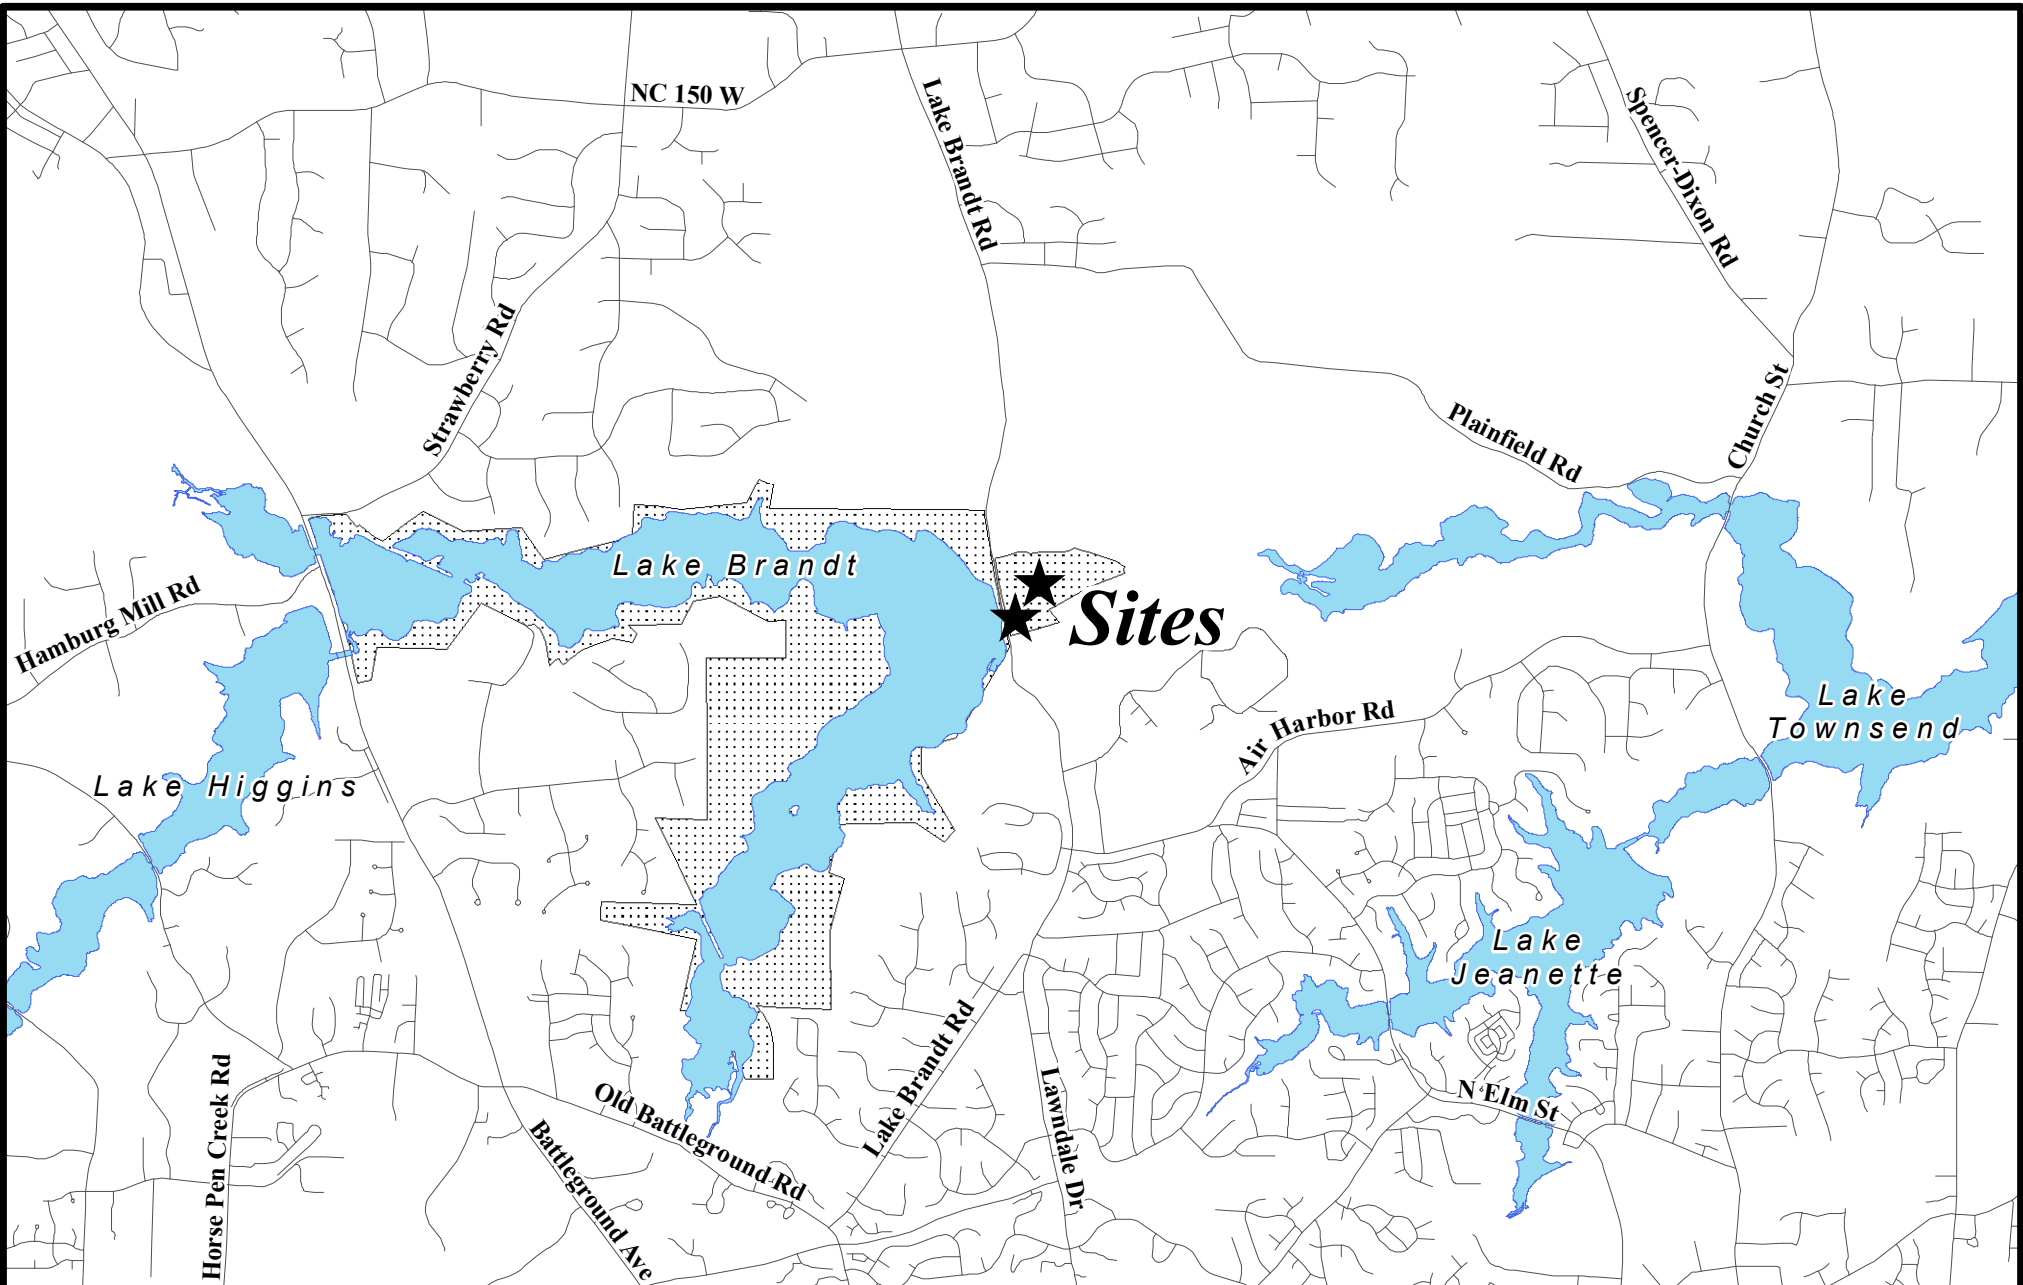 NC 150 W
Lake Brandt Rd
Spencer-Dixon Rd
Strawberry Rd
Church St
Plainfield Rd
Lake Brandt
Hamburg Mill Rd
Sites
Lake
Townsend
Air Harbor Rd
Lake Higgins
Lake
Jeanette
Lake Brandt Rd
Horse Pen Creek Rd
Old Battleground Rd
Lawndale Dr
N Elm St
Battleground Ave